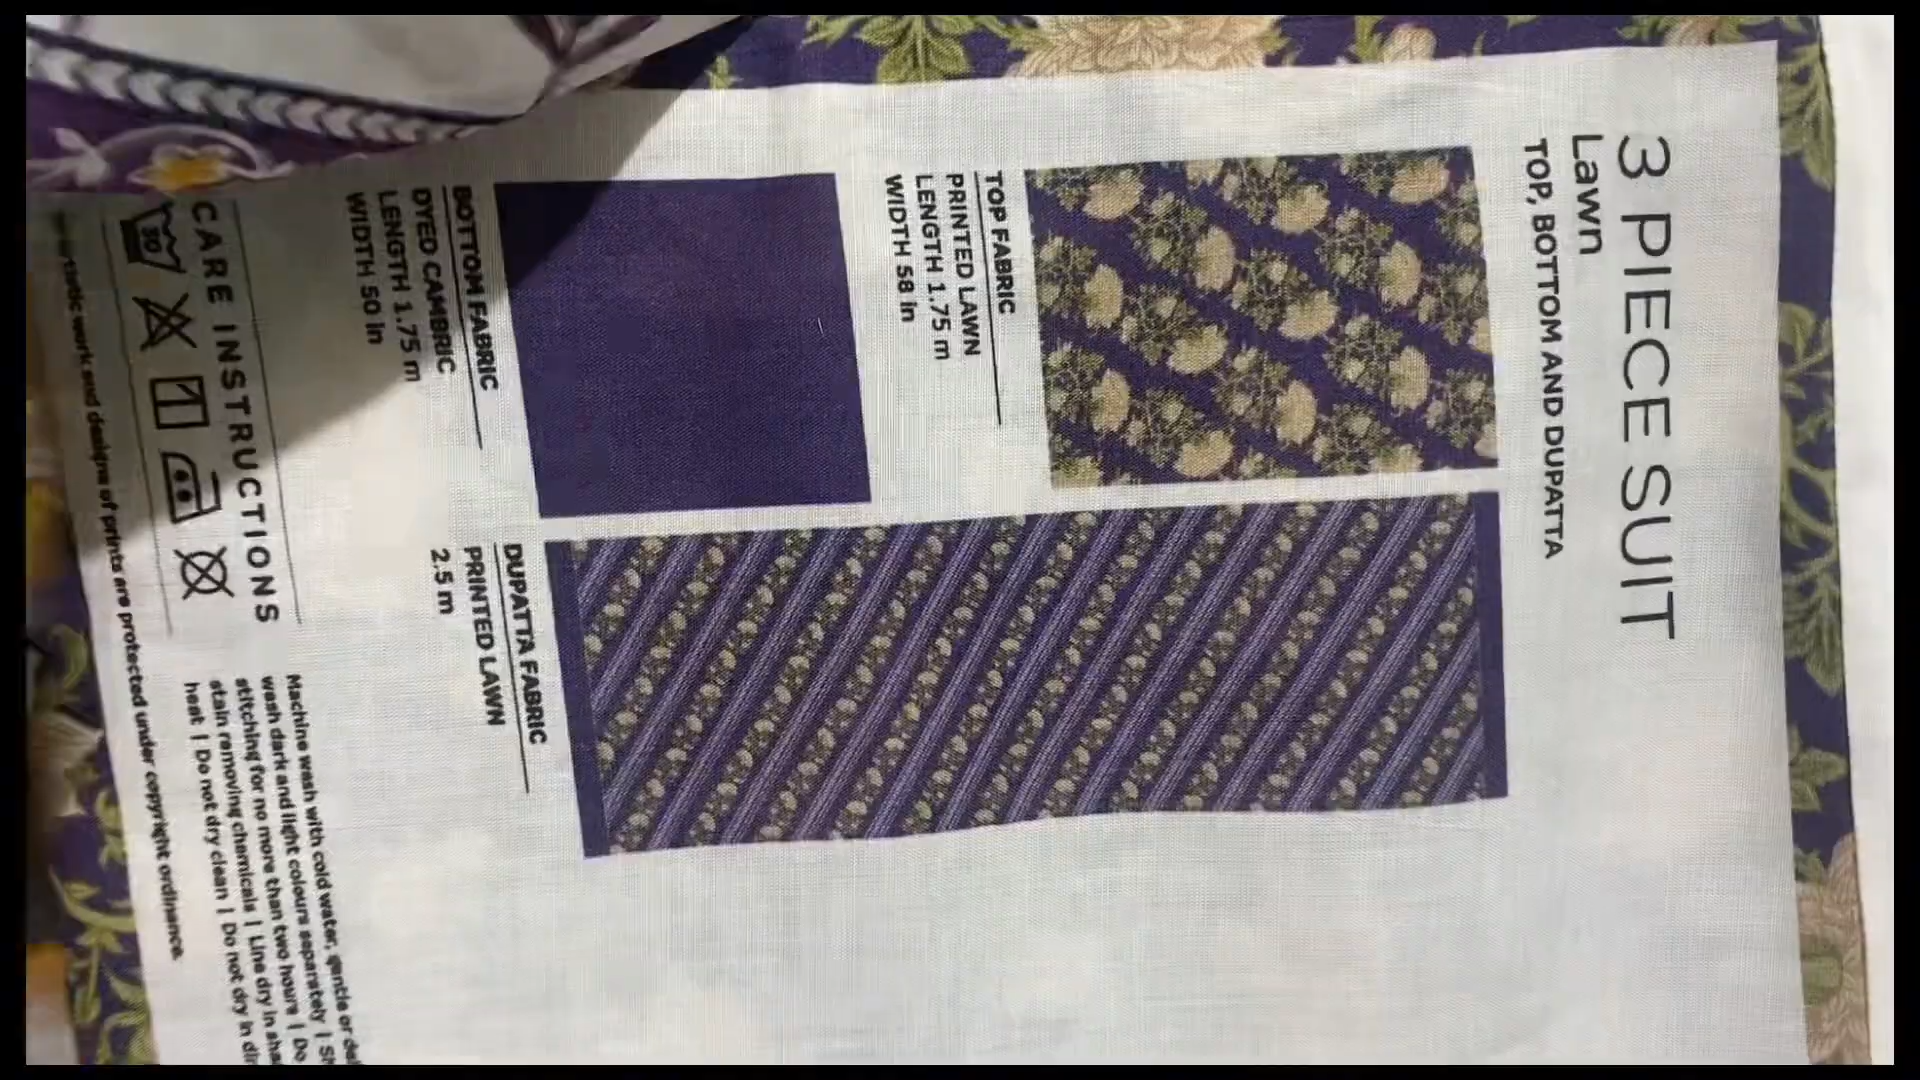 3 PIECE SUIT
Lawn
TOP, BOTTOM AND DUPATTA
TOP FABRIC
PRINTED LAWN
LENGTH 1.75 m
WIDTH 58 in
BOTTOM FABRIC
DYED CAMBRIC
LENGTH 1.75 m
WIDTH 50 in
DUPATTA FABRIC
PRINTED LAWN
2.5 m
CARE INSTRUCTIONS
30
Machine wash with cold water, gentle or
wash dark and light colours separately |
stitching for no more than two hours | Do
stain removing chemicals | Line dry in
heat | Do not dry clean | Do not dry in
artistic work and designs of prints are protected under copyright ordinance.